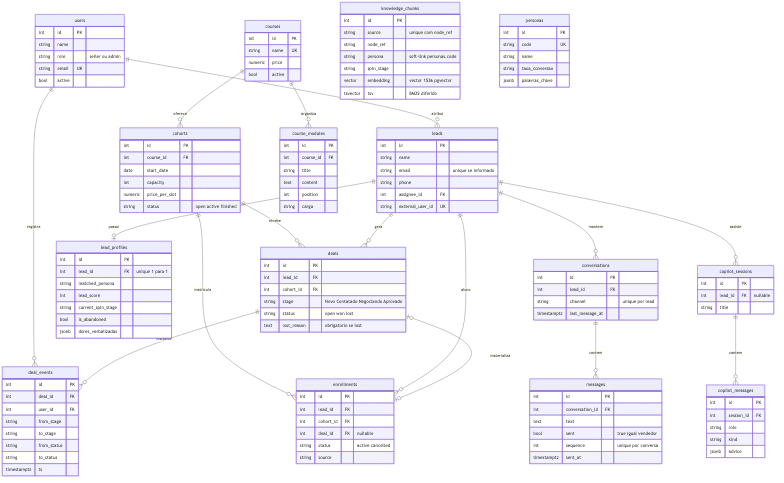 users
int id PK
string name
string role seller ou admin
string email UK
bool active
courses
int id PK
string name UK
numeric price
bool active
knowledge_chunks
int id PK
string source unique com node_ref
string node_ref
string persona soft-link personas.code
string spin_stage
vector embedding vector 1536 pgvector
tsvector tsv BM25 diferido
personas
int id PK
string code UK
string name
string taxa_conversao
jsonb palavras_chave
oferece
organiza
atribui
cohorts
int id PK
int course_id FK
date start_date
int capacity
numeric price_per_slot
string status open active finished
course_modules
int id PK
int course_id FK
string title
text content
int position
string carga
leads
int id PK
string name
string email unique se informado
string phone
int assignee_id FK
string external_user_id UK
registra
possui
recebe
gera
mantem
assiste
lead_profiles
int id PK
int lead_id FK unique 1 para 1
string matched_persona
int lead_score
string current_spin_stage
bool is_abandoned
jsonb dores_verbalizadas
deals
int id PK
int lead_id FK
int cohort_id FK
string stage Novo Contatado Negociando Aprovado
string status open won lost
text lost_reason obrigatorio se lost
conversations
int id PK
int lead_id FK
string channel unique por lead
timestamptz last_message_at
copilot_sessions
int id PK
int lead_id FK nullable
string title
matricula
materializa
contem
contem
deal_events
int id PK
int deal_id FK
int user_id FK
string from_stage
string to_stage
string from_status
string to_status
timestamptz ts
enrollments
int id PK
int lead_id FK
int cohort_id FK
int deal_id FK nullable
string status active cancelled
string source
messages
int id PK
int conversation_id FK
text text
bool sent true igual vendedor
int sequence unique por conversa
timestamptz sent_at
copilot_messages
int id PK
int session_id FK
string role
string kind
jsonb advice